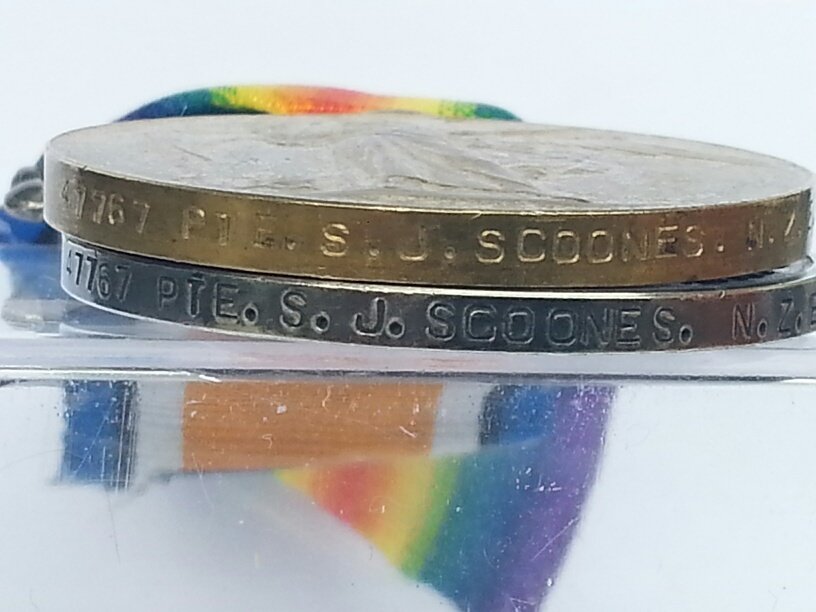 47767 PTE. S. J. SCOONES. N.Z.
47767 PTE. S. J. SCOONES. N.Z.E